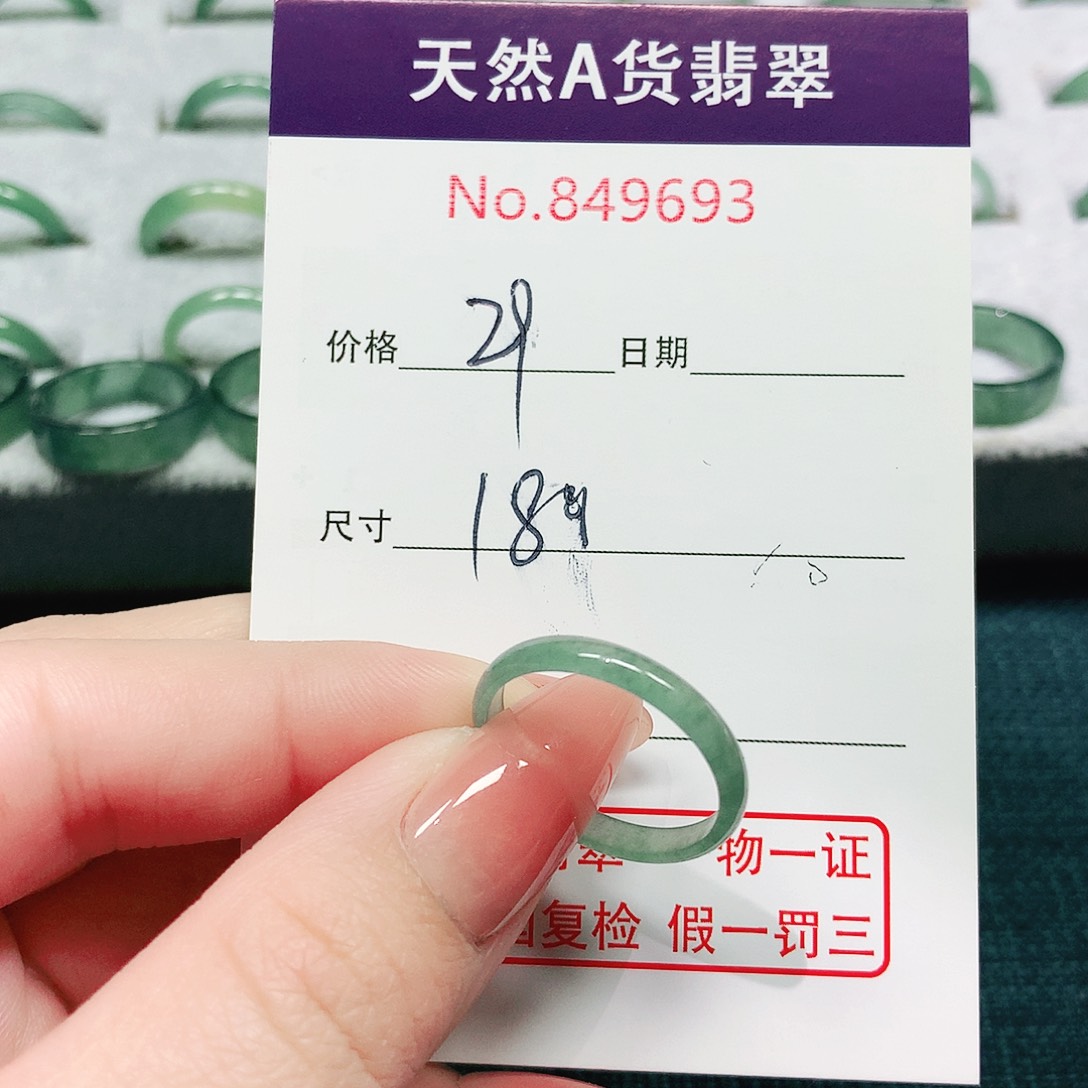 天然A货翡翠
No.849693
价格 29 日期
尺寸 18
翠 物一证
复检 假一罚三